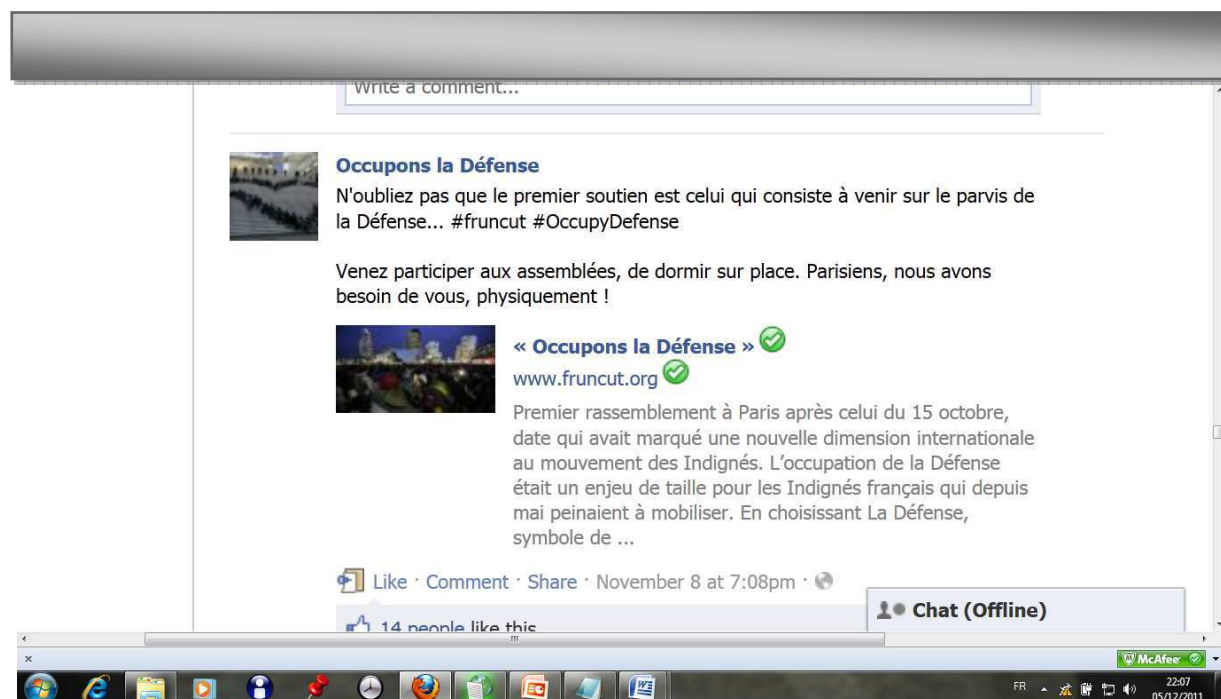 Write a comment...
Occupons la Défense
N'oubliez pas que le premier soutien est celui qui consiste à venir sur le parvis de
la Défense... #fruncut #OccupyDefense
Venez participer aux assemblées, de dormir sur place. Parisiens, nous avons
besoin de vous, physiquement !
« Occupons la Défense »
www.fruncut.org
Premier rassemblement à Paris après celui du 15 octobre,
date qui avait marqué une nouvelle dimension internationale
au mouvement des Indignés. L'occupation de la Défense
était un enjeu de taille pour les Indignés français qui depuis
mai peinaient à mobiliser. En choisissant La Défense,
symbole de ...
Like · Comment · Share · November 8 at 7:08pm ·
14 people like this
Chat (Offline)
McAfee
FR
22:07
05/12/2011